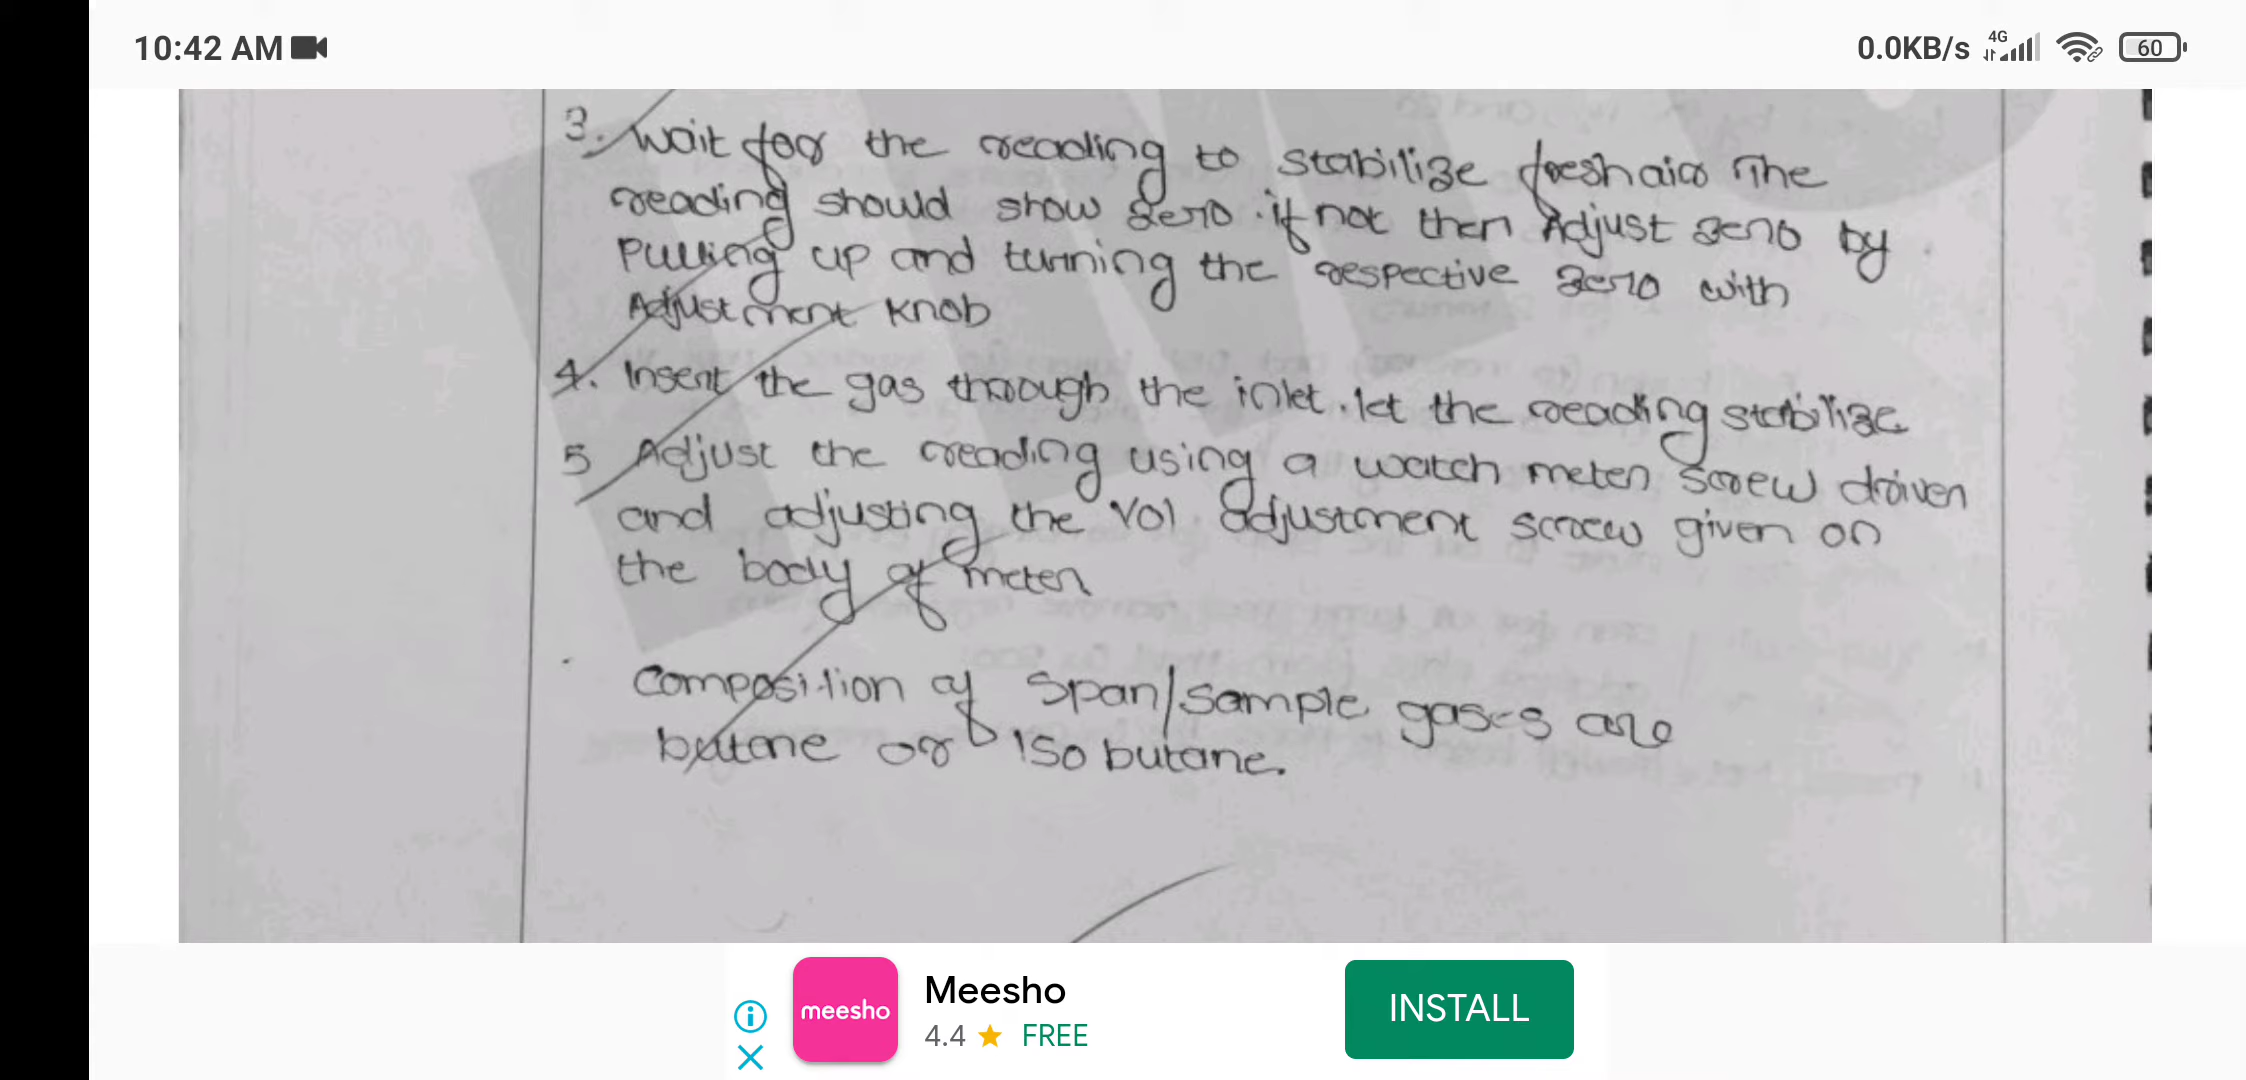 10:42 AM
0.0KB/s 4G 60
3. Wait for the reading to stabilize freshair The
reading should show zero. if not then Adjust zero by
Pulling up and turning the respective zero with
Adjustment knob
4. Insert the gas through the inlet. let the reading stabilize
5 Adjust the reading using a watch meter screw driver
and adjusting the Vol. adjustment screw given on
the body of meter
Composition of Span/sample gases are
butane or iso butane.
meesho
Meesho
4.4 ★ FREE
INSTALL